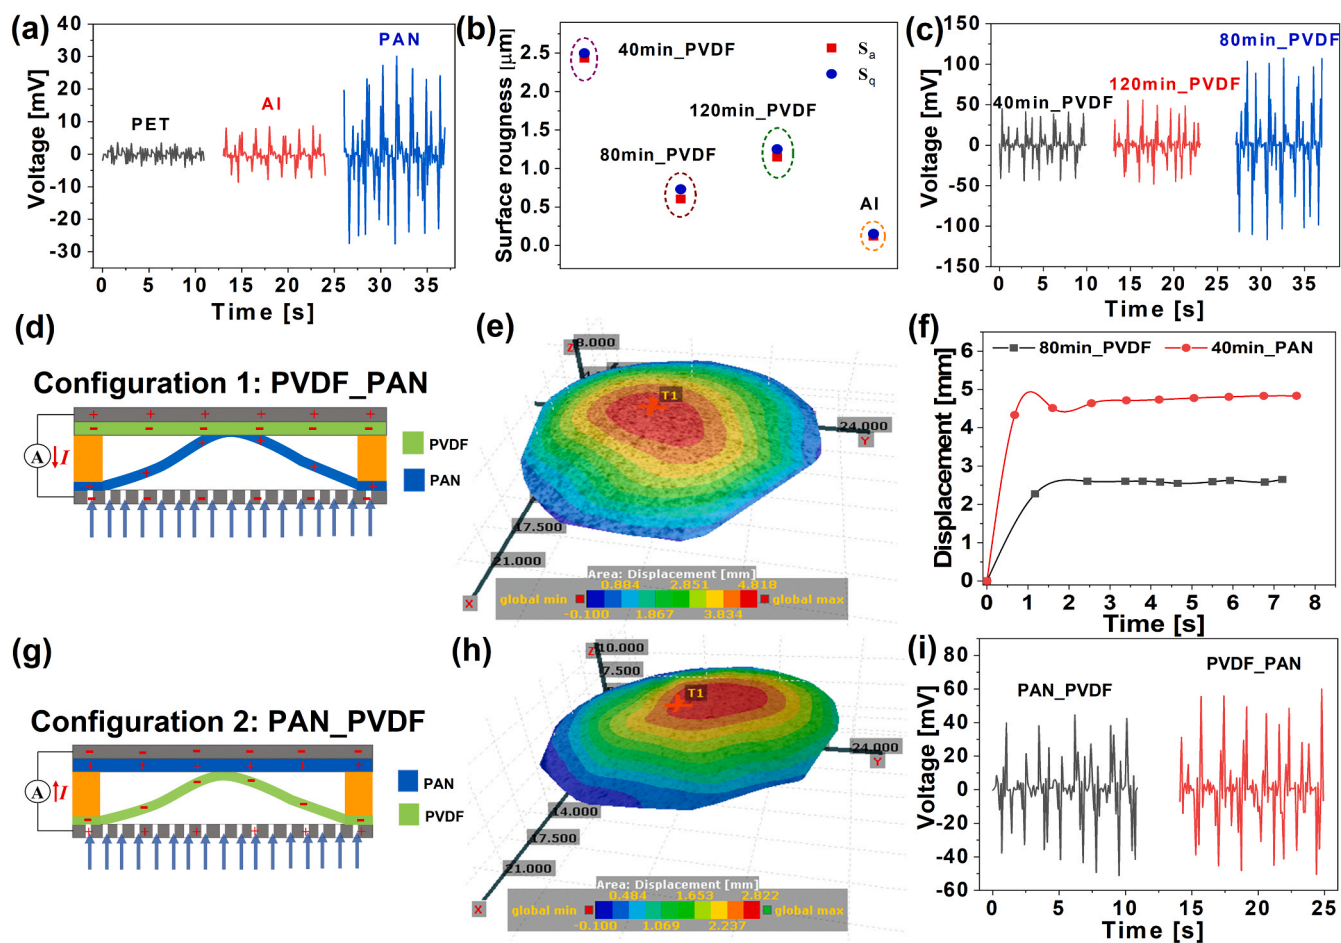 (a)
40
30
20
10
0
-10
-20
-30
Voltage [mV]
PET
Al
PAN
0 5 10 15 20 25 30 35
Time [s]
(b)
2.5
2.0
1.5
1.0
0.5
0.0
Surface rougness [μm]
40min_PVDF
Sa
Sq
120min_PVDF
80min_PVDF
Al
(c)
150
100
50
0
-50
-100
-150
Voltage [mV]
40min_PVDF
120min_PVDF
80min_PVDF
0 5 10 15 20 25 30 35
Time [s]
(d)
Configuration 1: PVDF_PAN
+ + + + + +
- - - - - -
A
I
PVDF
PAN
(e)
Z
8.000
T1
24.000
Y
17.500
21.000
X
Area: Displacement [mm]
0.884 2.851 4.818
global min
global max
-0.100 1.867 3.834
(f)
6
5
4
3
2
1
0
Displacement [mm]
80min_PVDF
40min_PAN
0 1 2 3 4 5 6 7 8
Time [s]
(g)
Configuration 2: PAN_PVDF
- - - - - -
+ + + + + +
A
I
PAN
PVDF
(h)
Z
10.000
7.500
T1
24.000
Y
14.000
17.500
21.000
X
Area: Displacement [mm]
0.484 1.653 2.822
global min
global max
-0.100 1.069 2.237
(i)
80
60
40
20
0
-20
-40
-60
Voltage [mV]
PAN_PVDF
PVDF_PAN
0 5 10 15 20 25
Time [s]